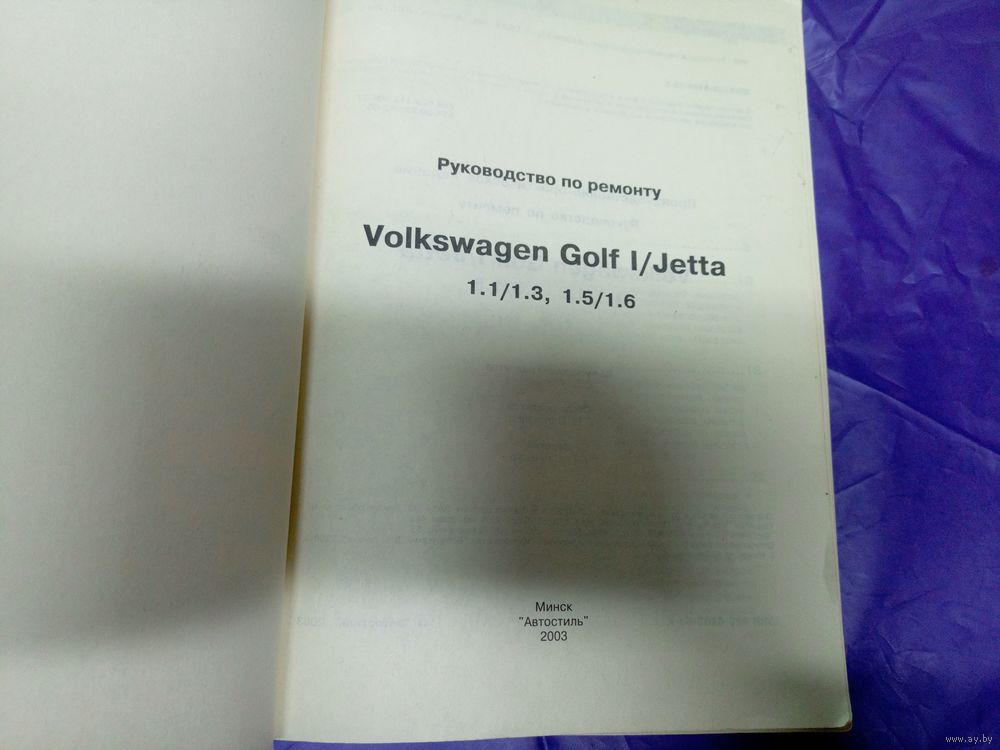 Руководство по ремонту
Volkswagen Golf I/Jetta
1.1/1.3, 1.5/1.6
Минск
"Автостиль"
2003
www.ay.by